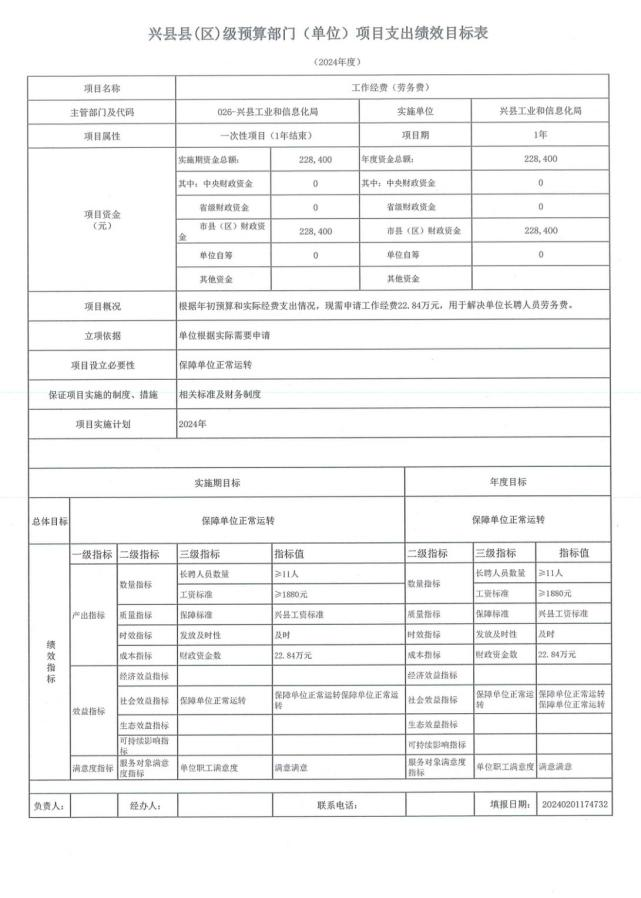 兴县县(区)级预算部门（单位）项目支出绩效目标表
（2024年度）
项目名称 工作经费（劳务费）
主管部门及代码 026-兴县工业和信息化局 实施单位 兴县工业和信息化局
项目属性 一次性项目（1年结束） 项目期 1年
项目资金
（元）
实施期资金总额： 228,400 年度资金总额： 228,400
其中：中央财政资金 0 其中：中央财政资金 0
省级财政资金 0 省级财政资金 0
市县（区）财政资金 228,400 市县（区）财政资金 228,400
单位自筹 0 单位自筹 0
其他资金 其他资金
项目概况 根据年初预算和实际经费支出情况，现需申请工作经费22.84万元，用于解决单位长聘人员劳务费。
立项依据 单位根据实际需要申请
项目设立必要性 保障单位正常运转
保证项目实施的制度、措施 相关标准及财务制度
项目实施计划 2024年
实施期目标 年度目标
总体目标 保障单位正常运转 保障单位正常运转
绩效指标
一级指标 二级指标 三级指标 指标值 二级指标 三级指标 指标值
产出指标 数量指标 长聘人员数量 ≥11人 数量指标 长聘人员数量 ≥11人
工资标准 ≥1880元 工资标准 ≥1880元
质量指标 保障标准 兴县工资标准 质量指标 保障标准 兴县工资标准
时效指标 发放及时性 及时 时效指标 发放及时性 及时
成本指标 财政资金数 22.84万元 成本指标 财政资金数 22.84万元
效益指标 经济效益指标 经济效益指标
社会效益指标 保障单位正常运转 保障单位正常运转保障单位正常运转 社会效益指标 保障单位正常运转 保障单位正常运转保障单位正常运转
生态效益指标 生态效益指标
可持续影响指标 可持续影响指标
满意度指标 服务对象满意度指标 单位职工满意度 满意满意 服务对象满意度指标 单位职工满意度 满意满意
负责人： 经办人： 联系电话： 填报日期： 20240201174732